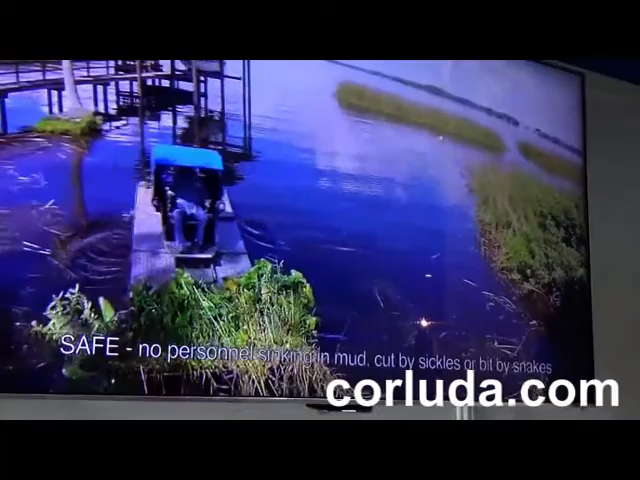 SAFE - no personnel sinking in mud, cut by sickles or bit by snakes
corluda.com